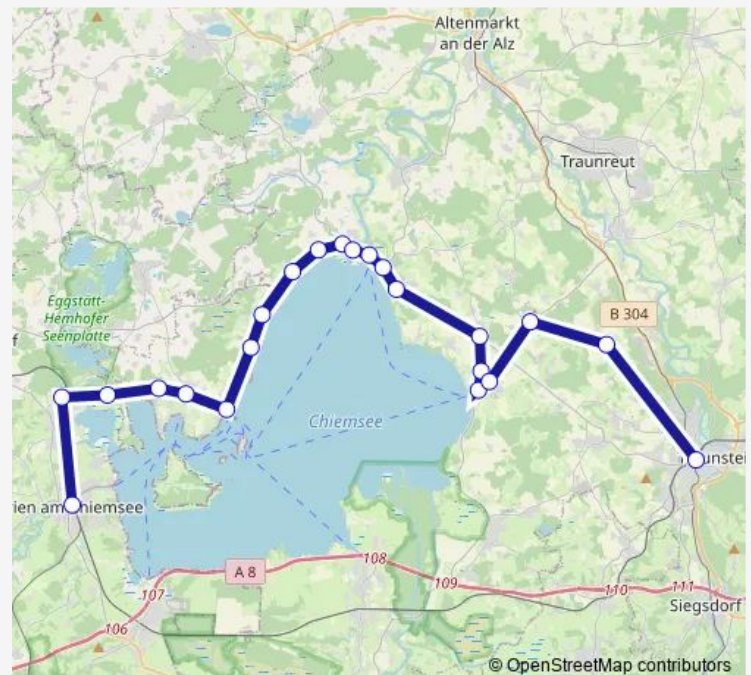 Altenmarkt
an der Alz
Traunreut
Eggstätt-
Hemhofer
Seenplatte
B 304
Chiemsee
A 8
108
107
109
110
111
106
Siegsdorf
© OpenStreetMap contributors